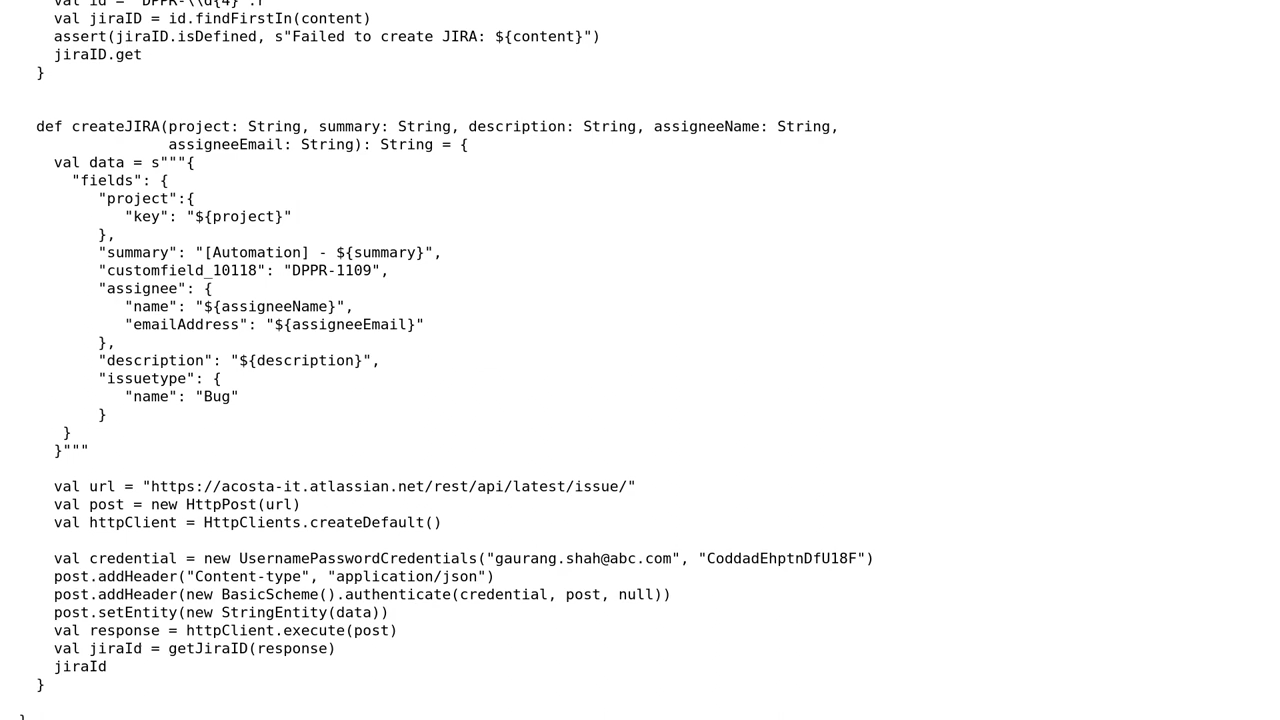 val id = "DPPR-\\d{4}".r
val jiraID = id.findFirstIn(content)
assert(jiraID.isDefined, s"Failed to create JIRA: ${content}")
jiraID.get
}
def createJIRA(project: String, summary: String, description: String, assigneeName: String,
assigneeEmail: String): String = {
val data = s"""{
"fields": {
"project":{
"key": "${project}"
},
"summary": "[Automation] - ${summary}",
"customfield_10118": "DPPR-1109",
"assignee": {
"name": "${assigneeName}",
"emailAddress": "${assigneeEmail}"
},
"description": "${description}",
"issuetype": {
"name": "Bug"
}
}
}"""
val url = "https://acosta-it.atlassian.net/rest/api/latest/issue/"
val post = new HttpPost(url)
val httpClient = HttpClients.createDefault()
val credential = new UsernamePasswordCredentials("gaurang.shah@abc.com", "CoddadEhptnDfU18F")
post.addHeader("Content-type", "application/json")
post.addHeader(new BasicScheme().authenticate(credential, post, null))
post.setEntity(new StringEntity(data))
val response = httpClient.execute(post)
val jiraId = getJiraID(response)
jiraId
}
}